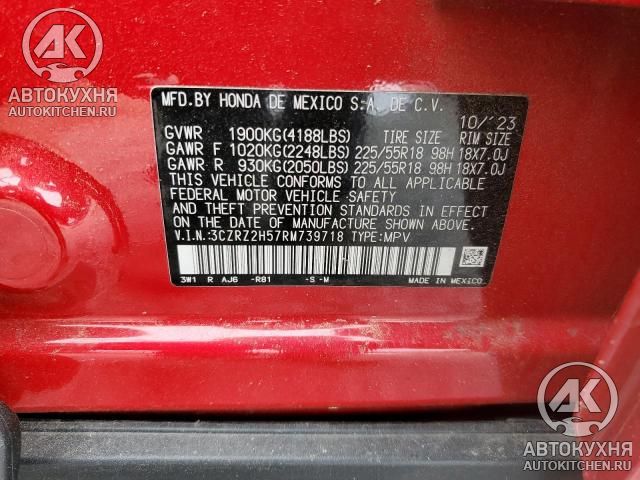 АК
АВТОКУХНЯ
AUTOKITCHEN.RU
MFD.BY HONDA DE MEXICO S.A. DE C.V.
10/'23
GVWR 1900KG(4188LBS) TIRE SIZE RIM SIZE
GAWR F 1020KG(2248LBS) 225/55R18 98H 18X7.0J
GAWR R 930KG(2050LBS) 225/55R18 98H 18X7.0J
THIS VEHICLE CONFORMS TO ALL APPLICABLE
FEDERAL MOTOR VEHICLE SAFETY
AND THEFT PREVENTION STANDARDS IN EFFECT
ON THE DATE OF MANUFACTURE SHOWN ABOVE.
V.I.N:3CZRZ2H57RM739718 TYPE:MPV
3W1 R AJ6 -R81 -S -M MADE IN MEXICO
АК
АВТОКУХНЯ
AUTOKITCHEN.RU